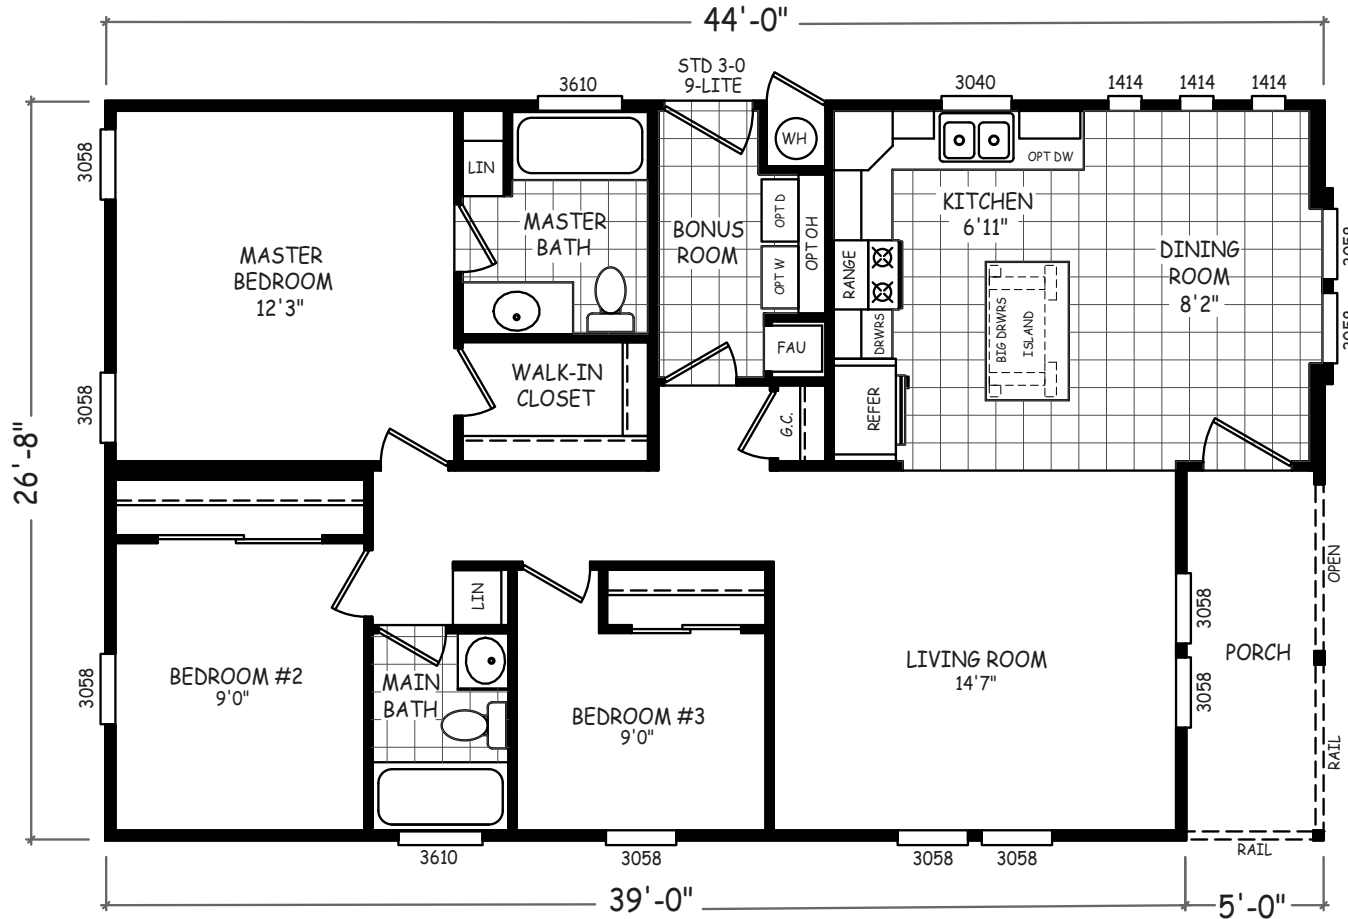 44'-0"
STD 3-0
9-LITE
3610
3040
1414
1414
1414
3058
LIN
WH
OPT DW
MASTER
BEDROOM
12'3"
MASTER
BATH
BONUS
ROOM
OPT D
OPT W
OPT OH
KITCHEN
6'11"
RANGE
DINING
ROOM
8'2"
3058
3058
BIG DRWRS
ISLAND
DRWRS
FAU
WALK-IN
CLOSET
3058
G.C.
REFER
26'-8"
LIN
OPEN
3058
PORCH
BEDROOM #2
9'0"
3058
MAIN
BATH
BEDROOM #3
9'0"
LIVING ROOM
14'7"
3058
RAIL
RAIL
3610
3058
3058
3058
39'-0"
5'-0"